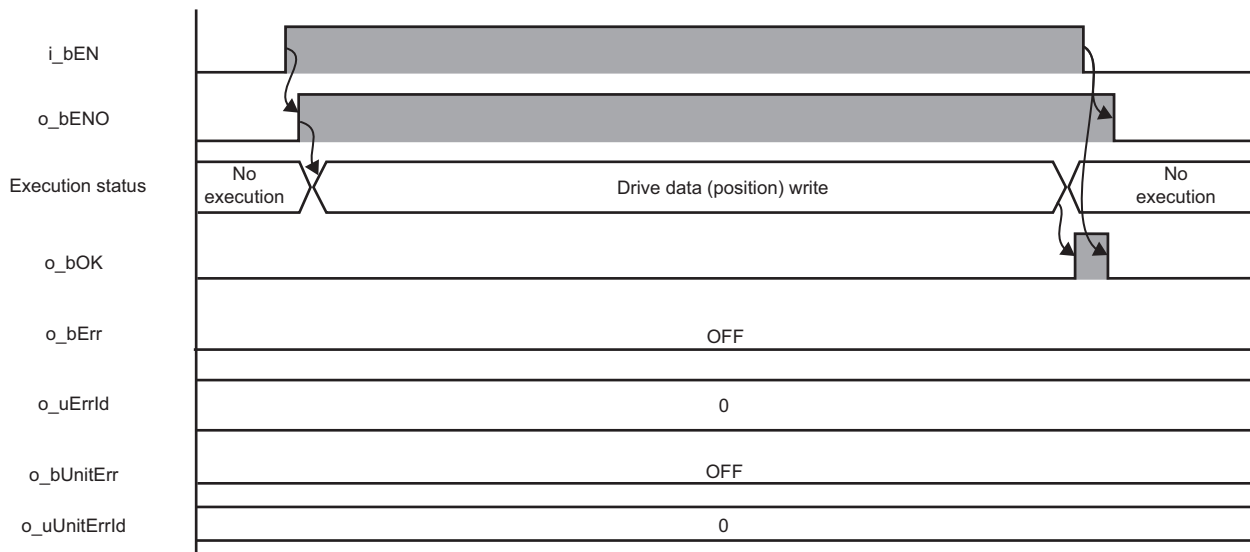 i_bEN
o_bENO
Execution status
No
execution
Drive data (position) write
No
execution
o_bOK
o_bErr
OFF
o_uErrId
0
o_bUnitErr
OFF
o_uUnitErrId
0